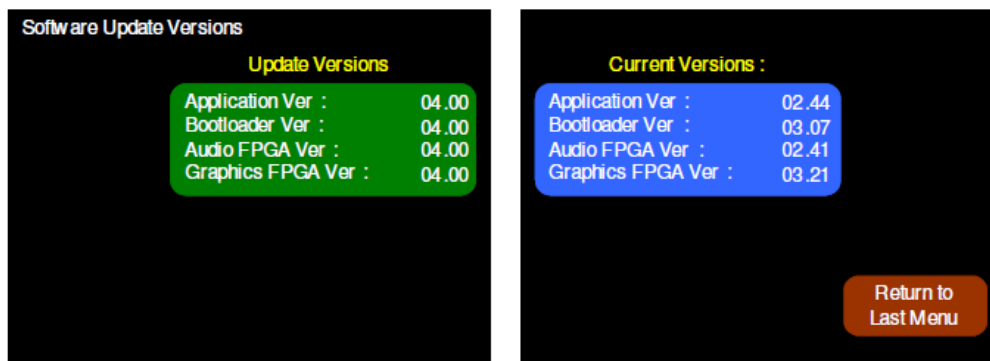 Software Update Versions
Update Versions
Application Ver : 04.00
Bootloader Ver : 04.00
Audio FPGA Ver : 04.00
Graphics FPGA Ver : 04.00
Current Versions :
Application Ver : 02.44
Bootloader Ver : 03.07
Audio FPGA Ver : 02.41
Graphics FPGA Ver : 03.21
Return to
Last Menu